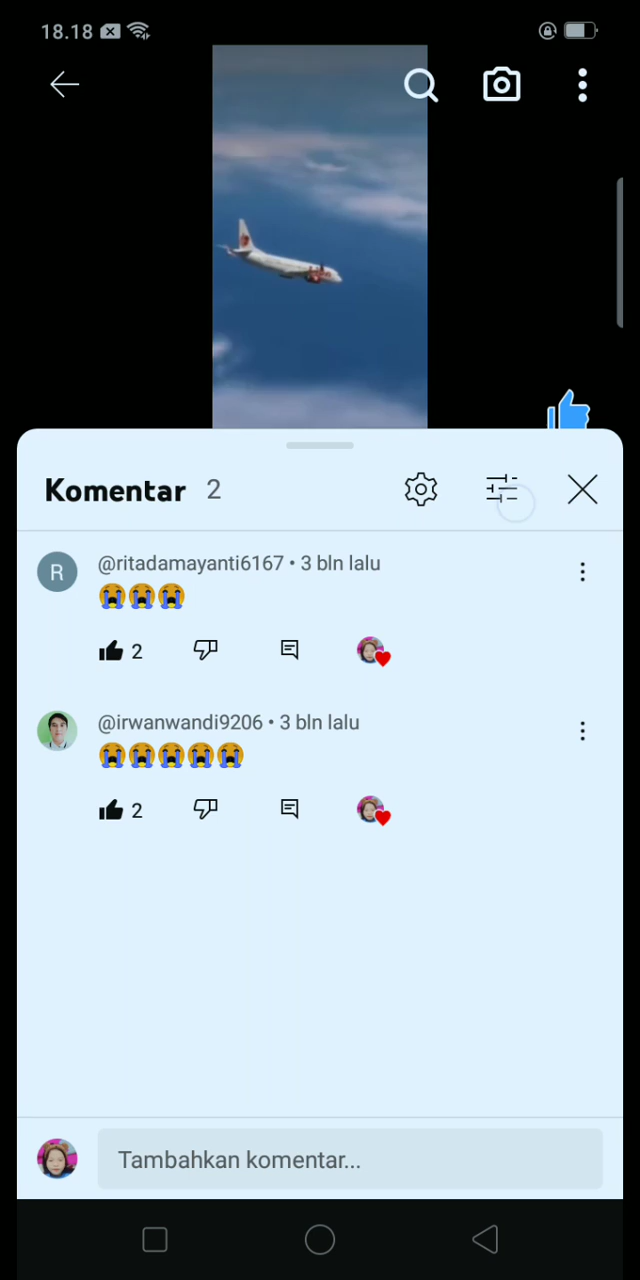 18.18
Komentar 2
@ritadamayanti6167 • 3 bln lalu
😭😭😭
2
R
@irwanwandi9206 • 3 bln lalu
😭😭😭😭😭
2
Tambahkan komentar...